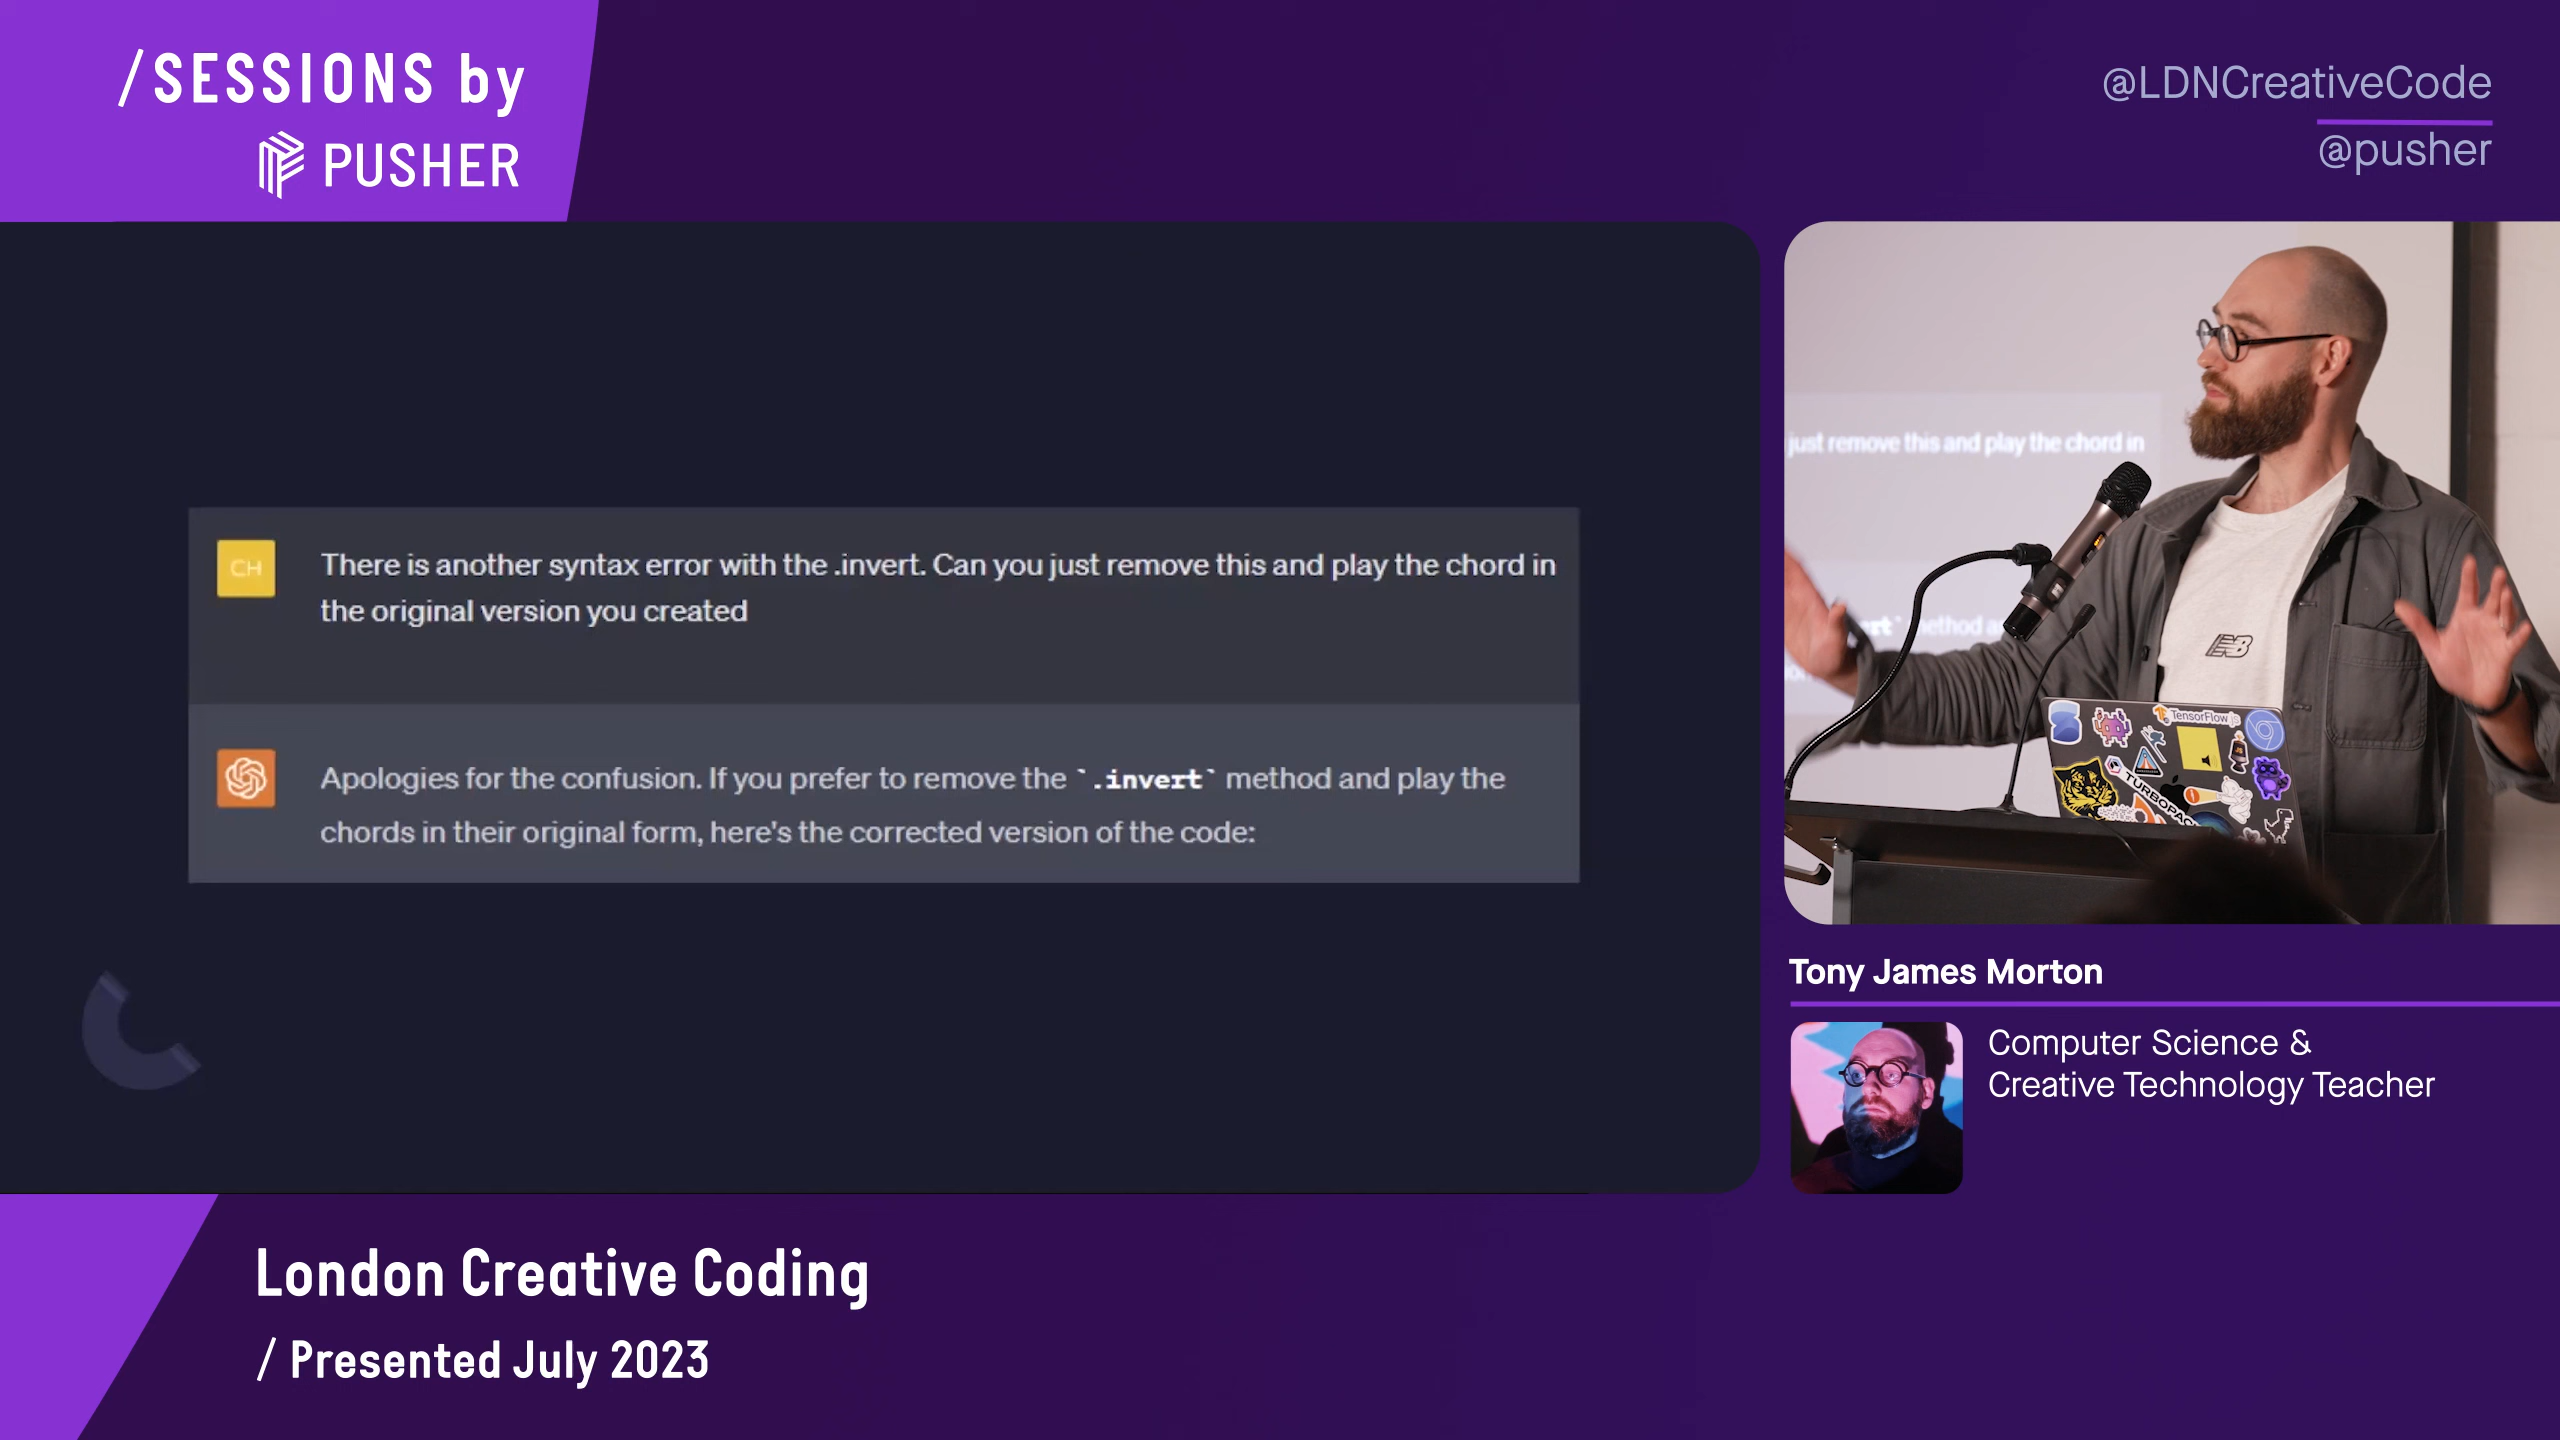 /SESSIONS by
PUSHER
@LDNCreativeCode
@pusher
CH
There is another syntax error with the .invert. Can you just remove this and play the chord in
the original version you created
Apologies for the confusion. If you prefer to remove the `.invert` method and play the
chords in their original form, here's the corrected version of the code:
just remove this and play the chord in
method
NB
TensorFlow
TURBOPA
Tony James Morton
Computer Science &
Creative Technology Teacher
London Creative Coding
/ Presented July 2023